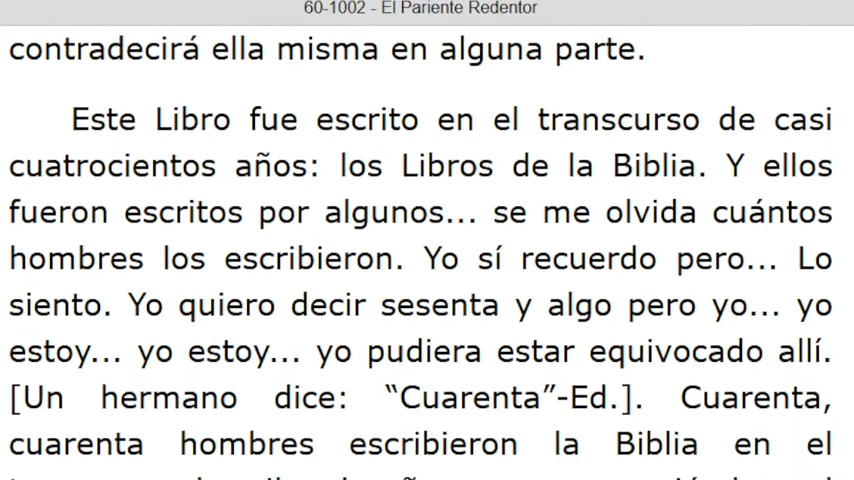 60-1002 - El Pariente Redentor
contradecirá ella misma en alguna parte.
Este Libro fue escrito en el transcurso de casi
cuatrocientos años: los Libros de la Biblia. Y ellos
fueron escritos por algunos... se me olvida cuántos
hombres los escribieron. Yo sí recuerdo pero... Lo
siento. Yo quiero decir sesenta y algo pero yo... yo
estoy... yo estoy... yo pudiera estar equivocado allí.
[Un hermano dice: “Cuarenta”-Ed.]. Cuarenta,
cuarenta hombres escribieron la Biblia en el